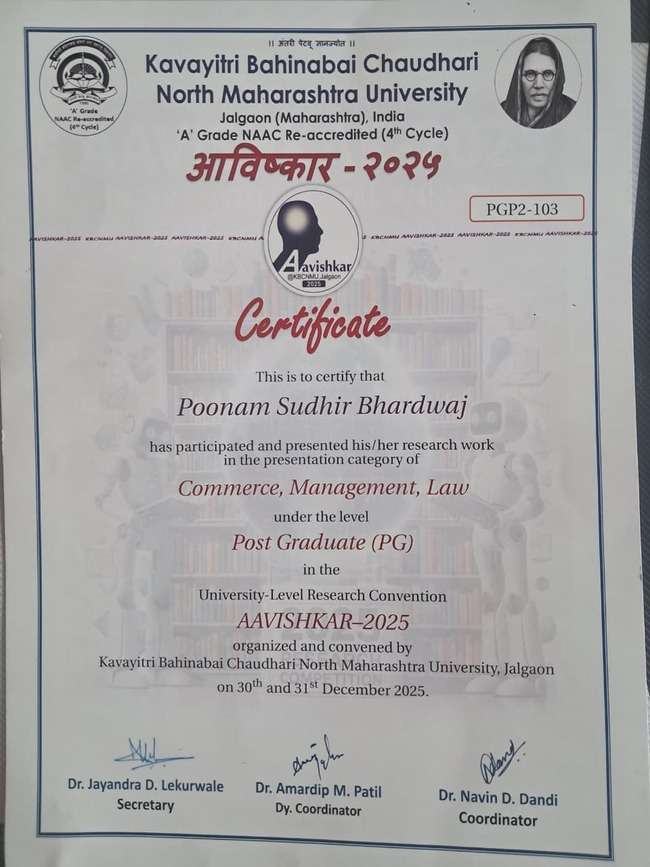 || अंतरी पेटवू ज्ञानज्योत ||
Kavayitri Bahinabai Chaudhari
North Maharashtra University
Jalgaon (Maharashtra), India
'A' Grade NAAC Re-accredited (4th Cycle)
'A' Grade
NAAC Re-accredited
(4th Cycle)
आविष्कार - २०२५
PGP2-103
AAVISHKAR-2025 KBCNMU AAVISHKAR-2025 AAVISHKAR-2025 KBCNMU AAVISHKAR-2025 AAVISHKAR-2025 KBCNMU AAVISHKAR-2025
Aavishkar
@KBCNMU.Jalgaon
2025
Certificate
This is to certify that
Poonam Sudhir Bhardwaj
has participated and presented his/her research work
in the presentation category of
Commerce, Management, Law
under the level
Post Graduate (PG)
in the
University-Level Research Convention
AAVISHKAR–2025
organized and convened by
Kavayitri Bahinabai Chaudhari North Maharashtra University, Jalgaon
COMPETITION
on 30th and 31st December 2025.
Dr. Jayandra D. Lekurwale
Secretary
Dr. Amardip M. Patil
Dy. Coordinator
Dr. Navin D. Dandi
Coordinator